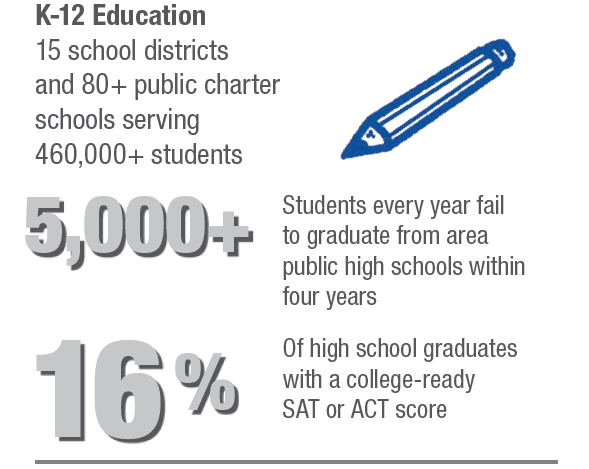 K-12 Education
15 school districts
and 80+ public charter
schools serving
460,000+ students
5,000+
Students every year fail
to graduate from area
public high schools within
four years
16%
Of high school graduates
with a college-ready
SAT or ACT score